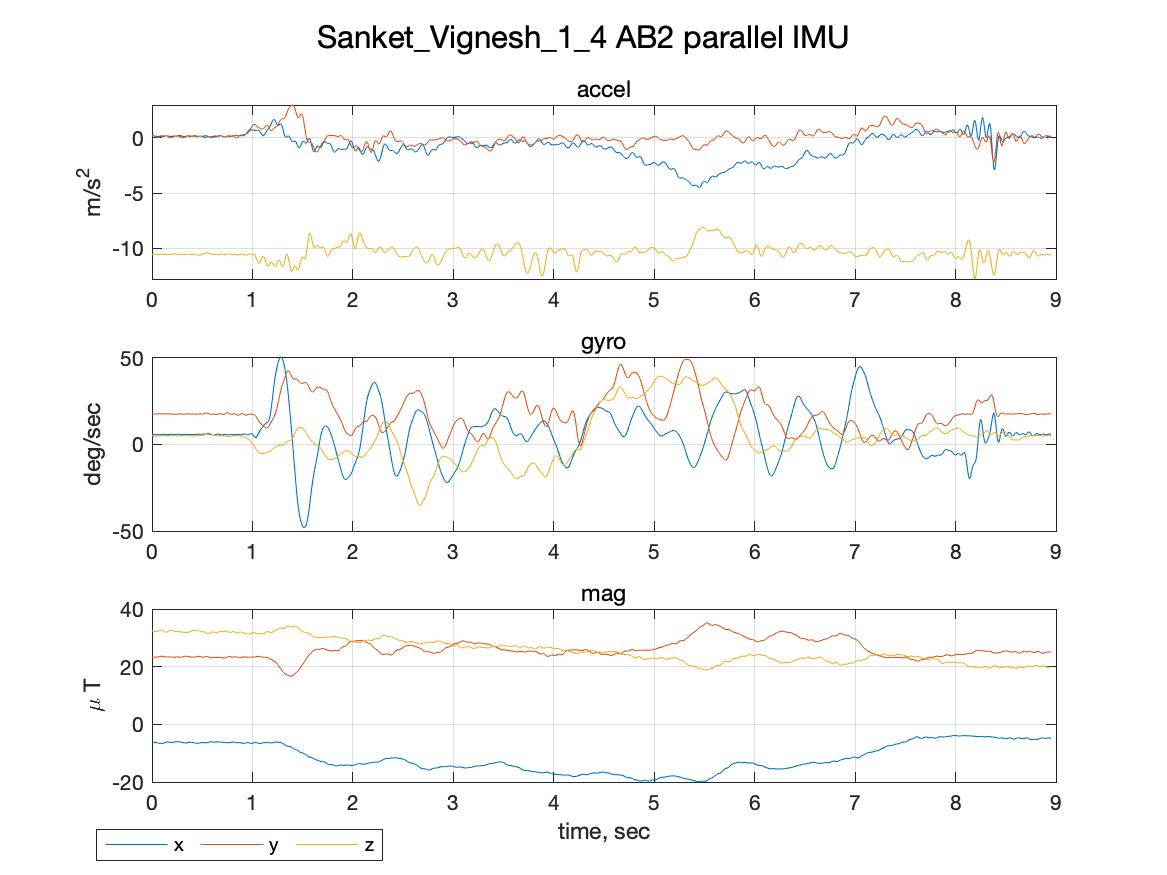 Sanket_Vignesh_1_4 AB2 parallel IMU
accel
m/s²
0
-5
-10
0 1 2 3 4 5 6 7 8 9
gyro
deg/sec
50
0
-50
0 1 2 3 4 5 6 7 8 9
mag
μ T
40
20
0
-20
0 1 2 3 4 5 6 7 8 9
time, sec
x y z